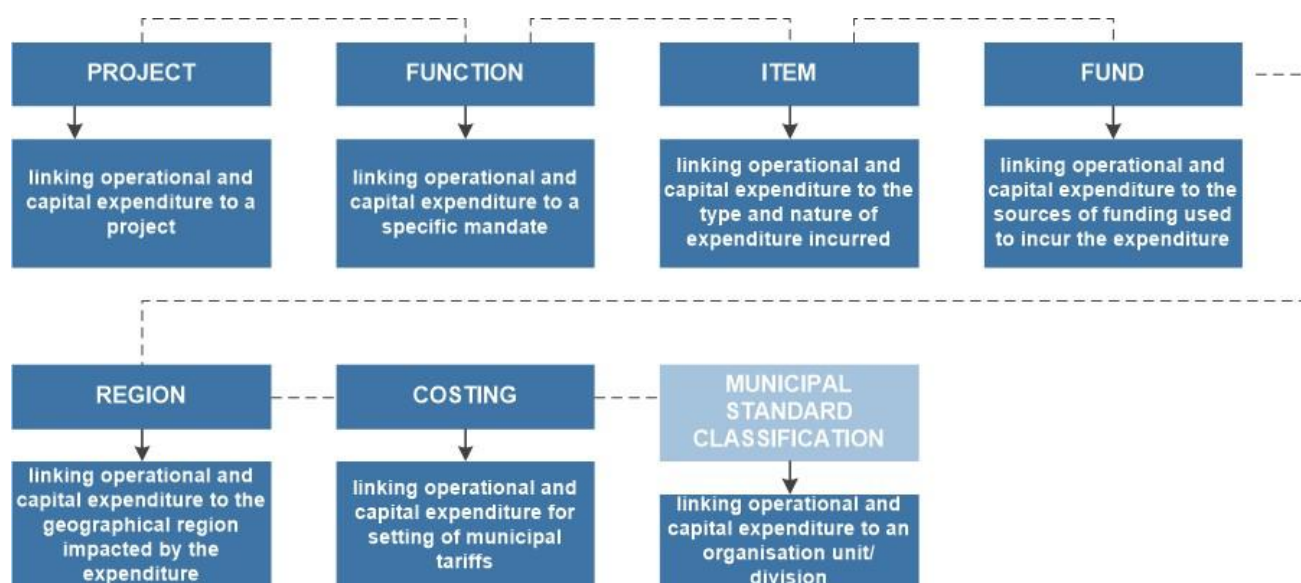 PROJECT
FUNCTION
ITEM
FUND
linking operational and
capital expenditure to a
project
linking operational and
capital expenditure to a
specific mandate
linking operational and
capital expenditure to the
type and nature of
expenditure incurred
linking operational and
capital expenditure to the
sources of funding used
to incur the expenditure
REGION
COSTING
MUNICIPAL
STANDARD
CLASSIFICATION
linking operational and
capital expenditure to the
geographical region
impacted by the
expenditure
linking operational and
capital expenditure for
setting of municipal
tariffs
linking operational and
capital expenditure to an
organisation unit/
division